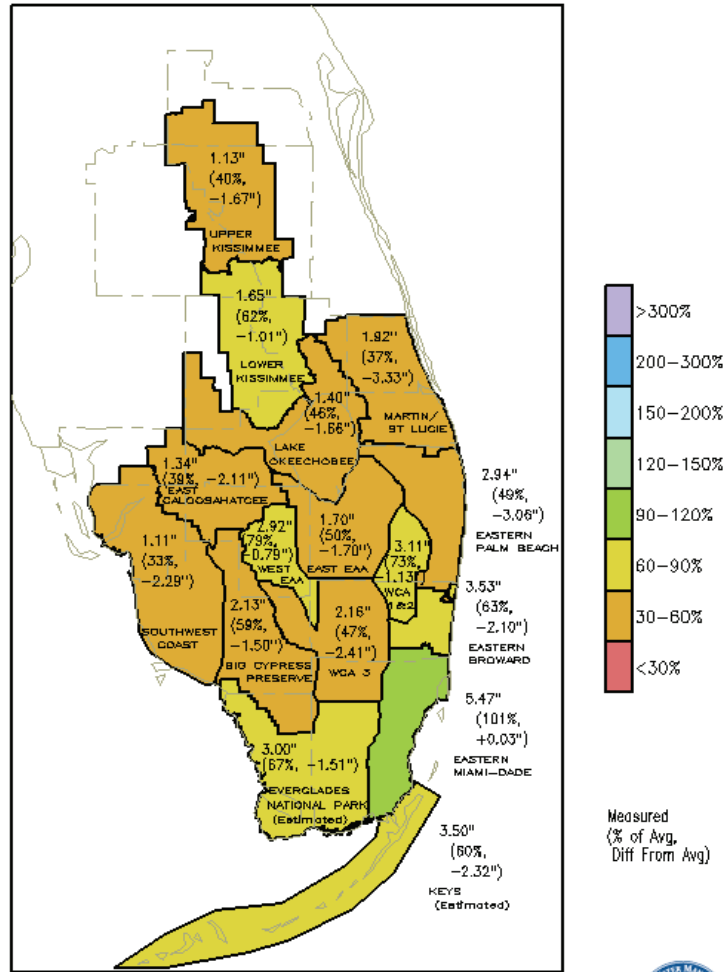 1.13"
(40%,
-1.67")
UPPER
KISSIMMEE
1.65"
(62%,
-1.01")
LOWER
KISSIMMEE
1.92"
(37%,
-3.33")
MARTIN/
ST LUCIE
1.40"
(46%,
-1.66")
LAKE
OKEECHOBEE
1.34"
(39%, -2.11")
EAST
CALOOSAHATCEE
2.94"
(49%,
-3.06")
EASTERN
PALM BEACH
1.11"
(33%,
-2.29")
SOUTHWEST
COAST
2.92"
(79%,
-0.79")
WEST
EAA
1.70"
(50%,
-1.70")
EAST EAA
3.11"
(73%,
-1.13")
WCA
1&2
3.53"
(63%,
-2.10")
EASTERN
BROWARD
2.13"
(59%,
-1.50")
BIG CYPRESS
PRESERVE
2.16"
(47%,
-2.41")
WCA 3
5.47"
(101%,
+0.03")
EASTERN
MIAMI-DADE
3.00"
(67%, -1.51")
EVERGLADES
NATIONAL PARK
(Estimated)
3.50"
(60%,
-2.32")
KEYS
(Estimated)
>300%
200-300%
150-200%
120-150%
90-120%
60-90%
30-60%
<30%
Measured
(% of Avg,
Diff From Avg)